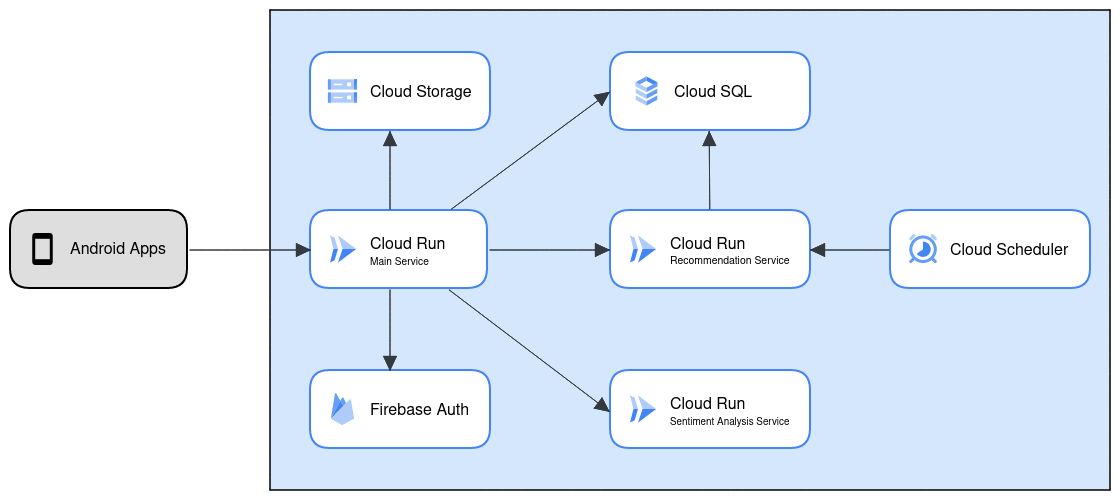 Cloud Storage
Cloud SQL
Android Apps
Cloud Run
Main Service
Cloud Run
Recommendation Service
Cloud Scheduler
Firebase Auth
Cloud Run
Sentiment Analysis Service